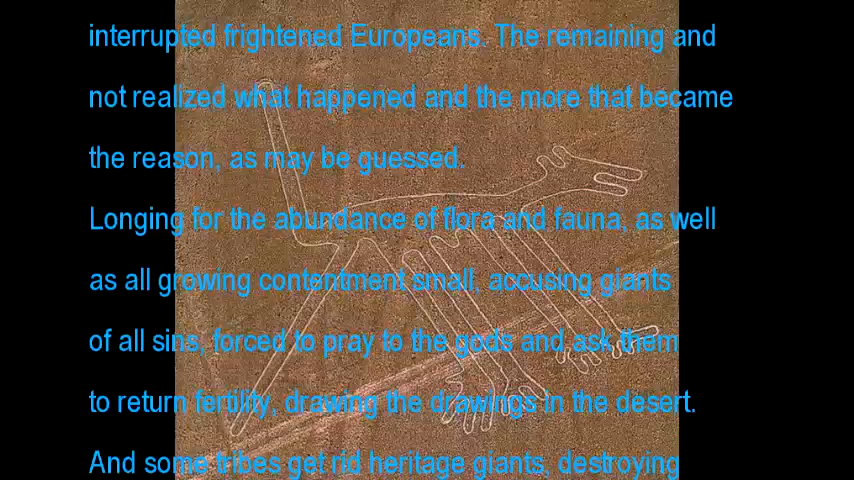 interrupted frightened Europeans. The remaining and
not realized what happened and the more that became
the reason, as may be guessed.
Longing for the abundance of flora and fauna, as well
as all growing contentment small, accusing giants
of all sins, forced to pray to the gods and ask them
to return fertility, drawing the drawings in the desert.
And some tribes get rid heritage giants, destroying